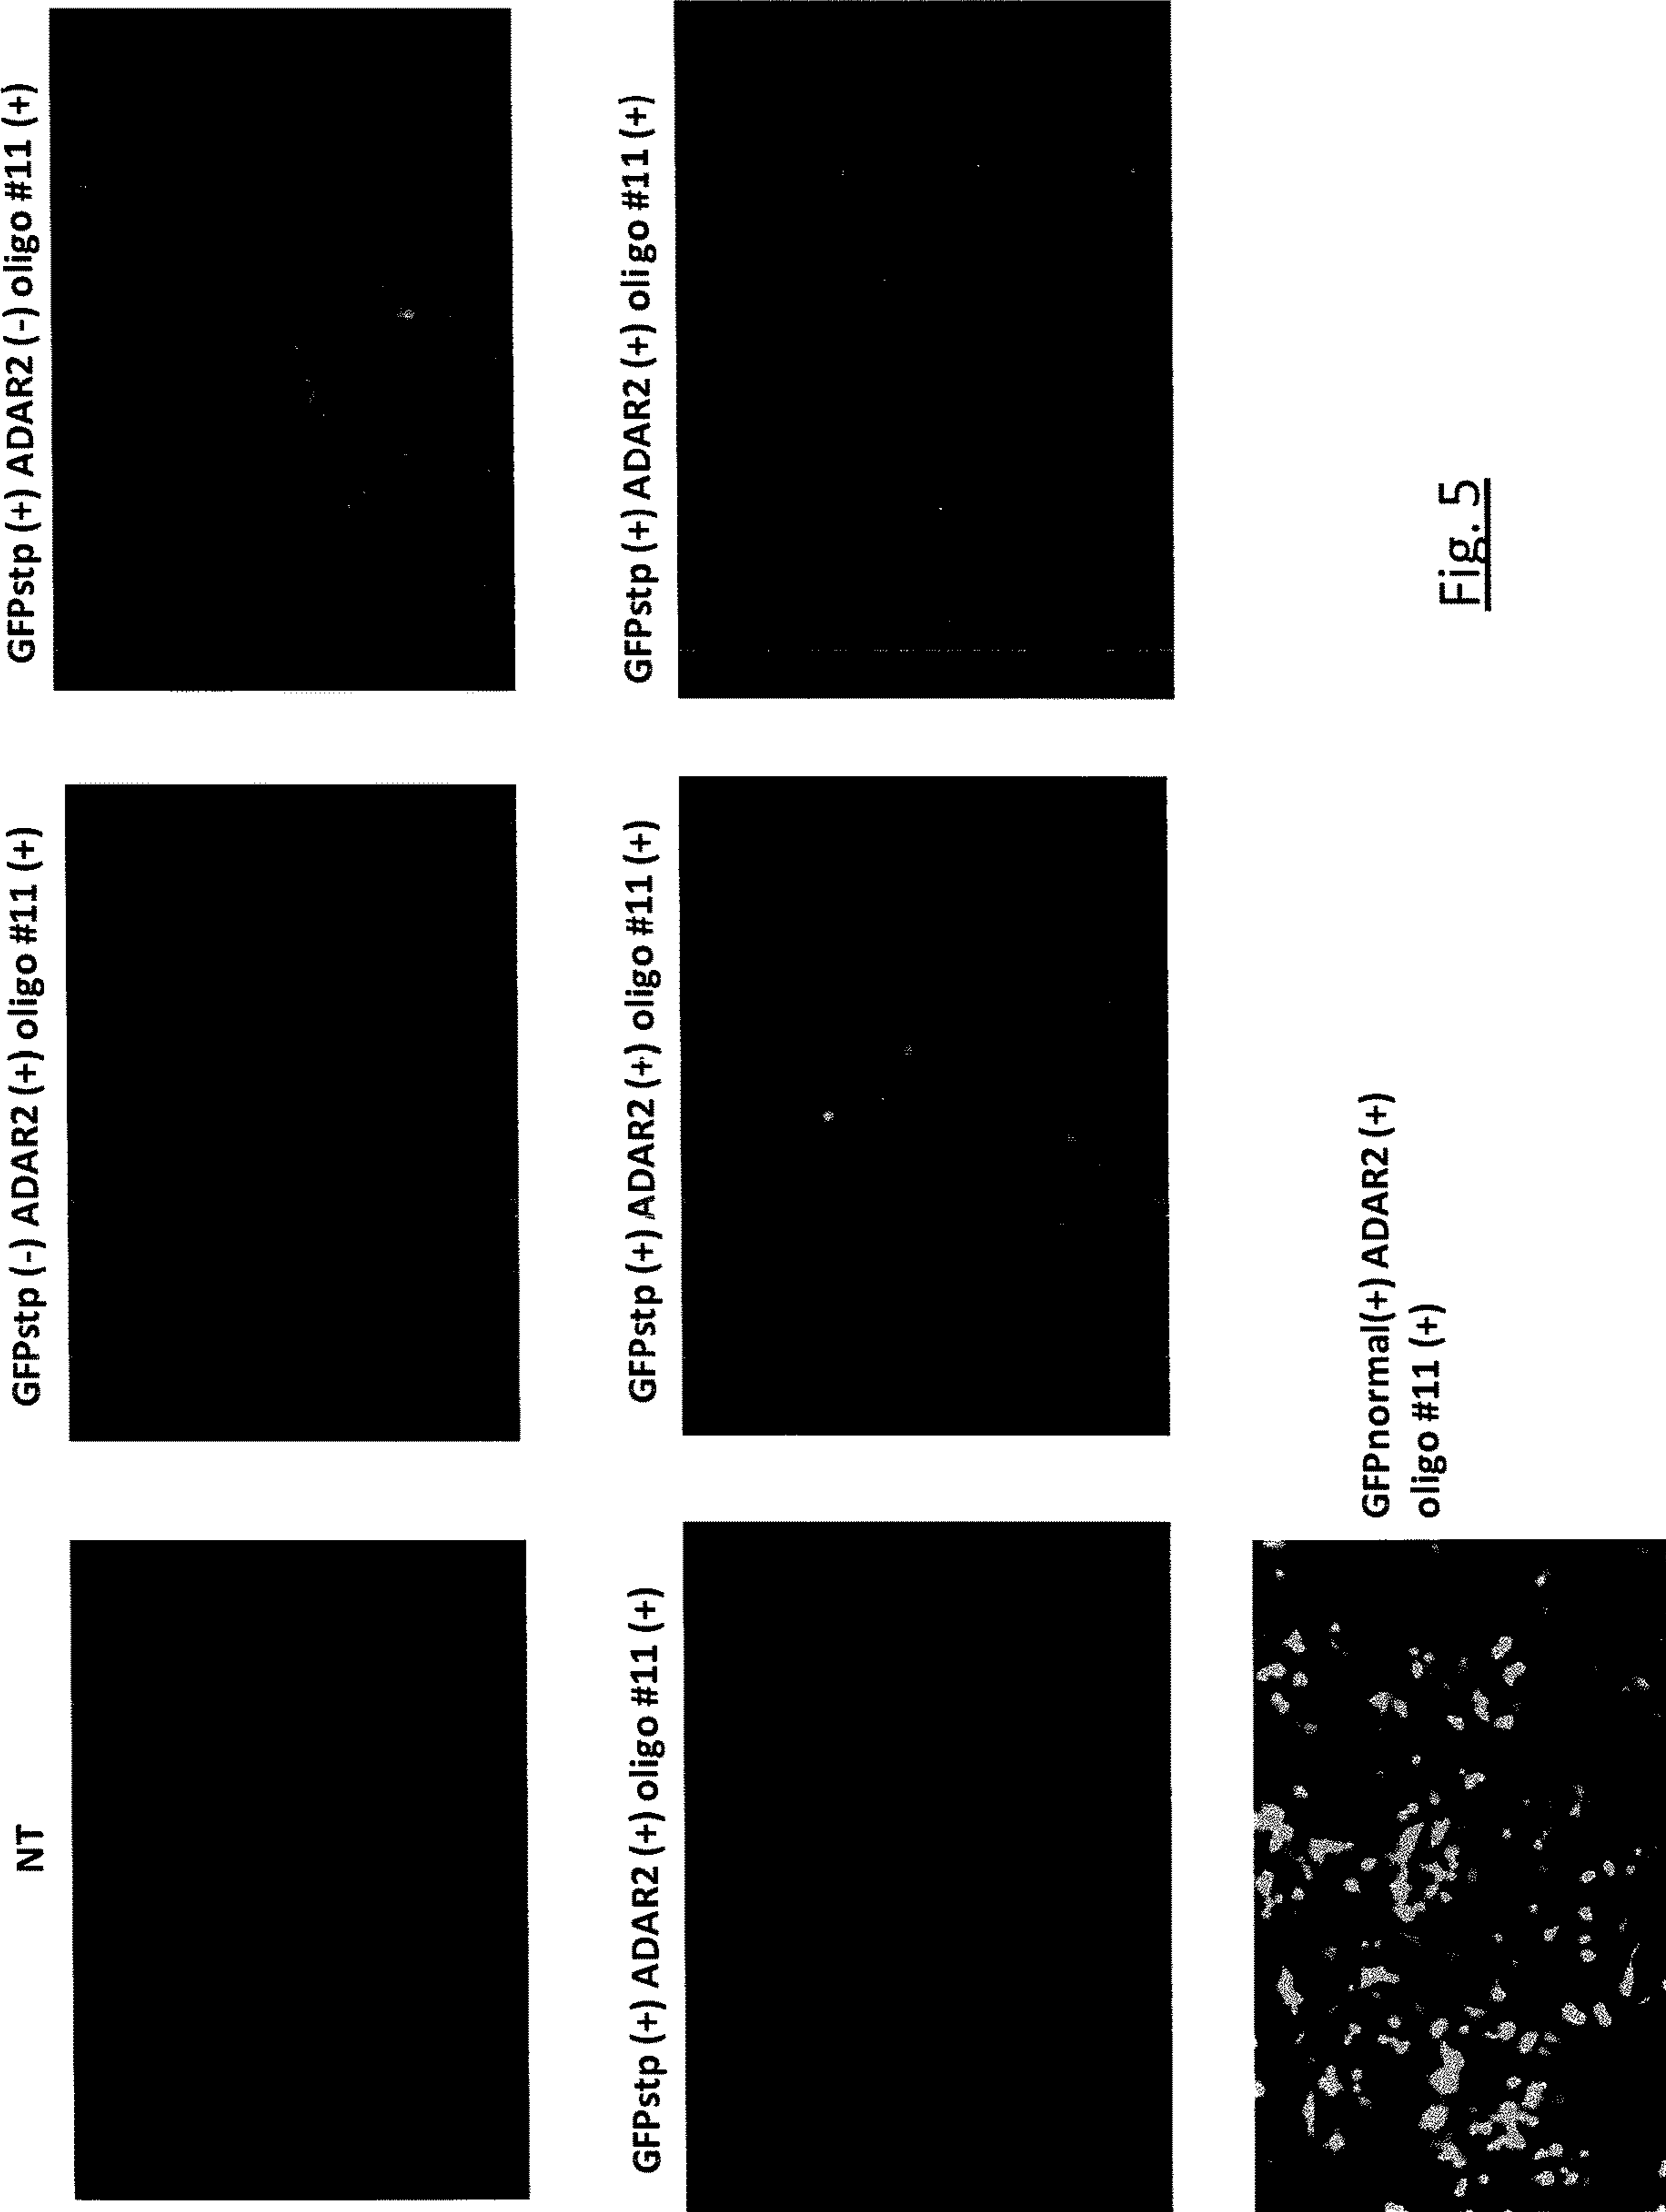 NT
GFPstp (-) ADAR2 (+) oligo #11 (+)
GFPstp (+) ADAR2 (-) oligo #11 (+)
GFPstp (+) ADAR2 (+) oligo #11 (+)
GFPstp (+) ADAR2 (+) oligo #11 (+)
GFPstp (+) ADAR2 (+) oligo #11 (+)
GFPnormal(+) ADAR2 (+)
oligo #11 (+)
Fig. 5